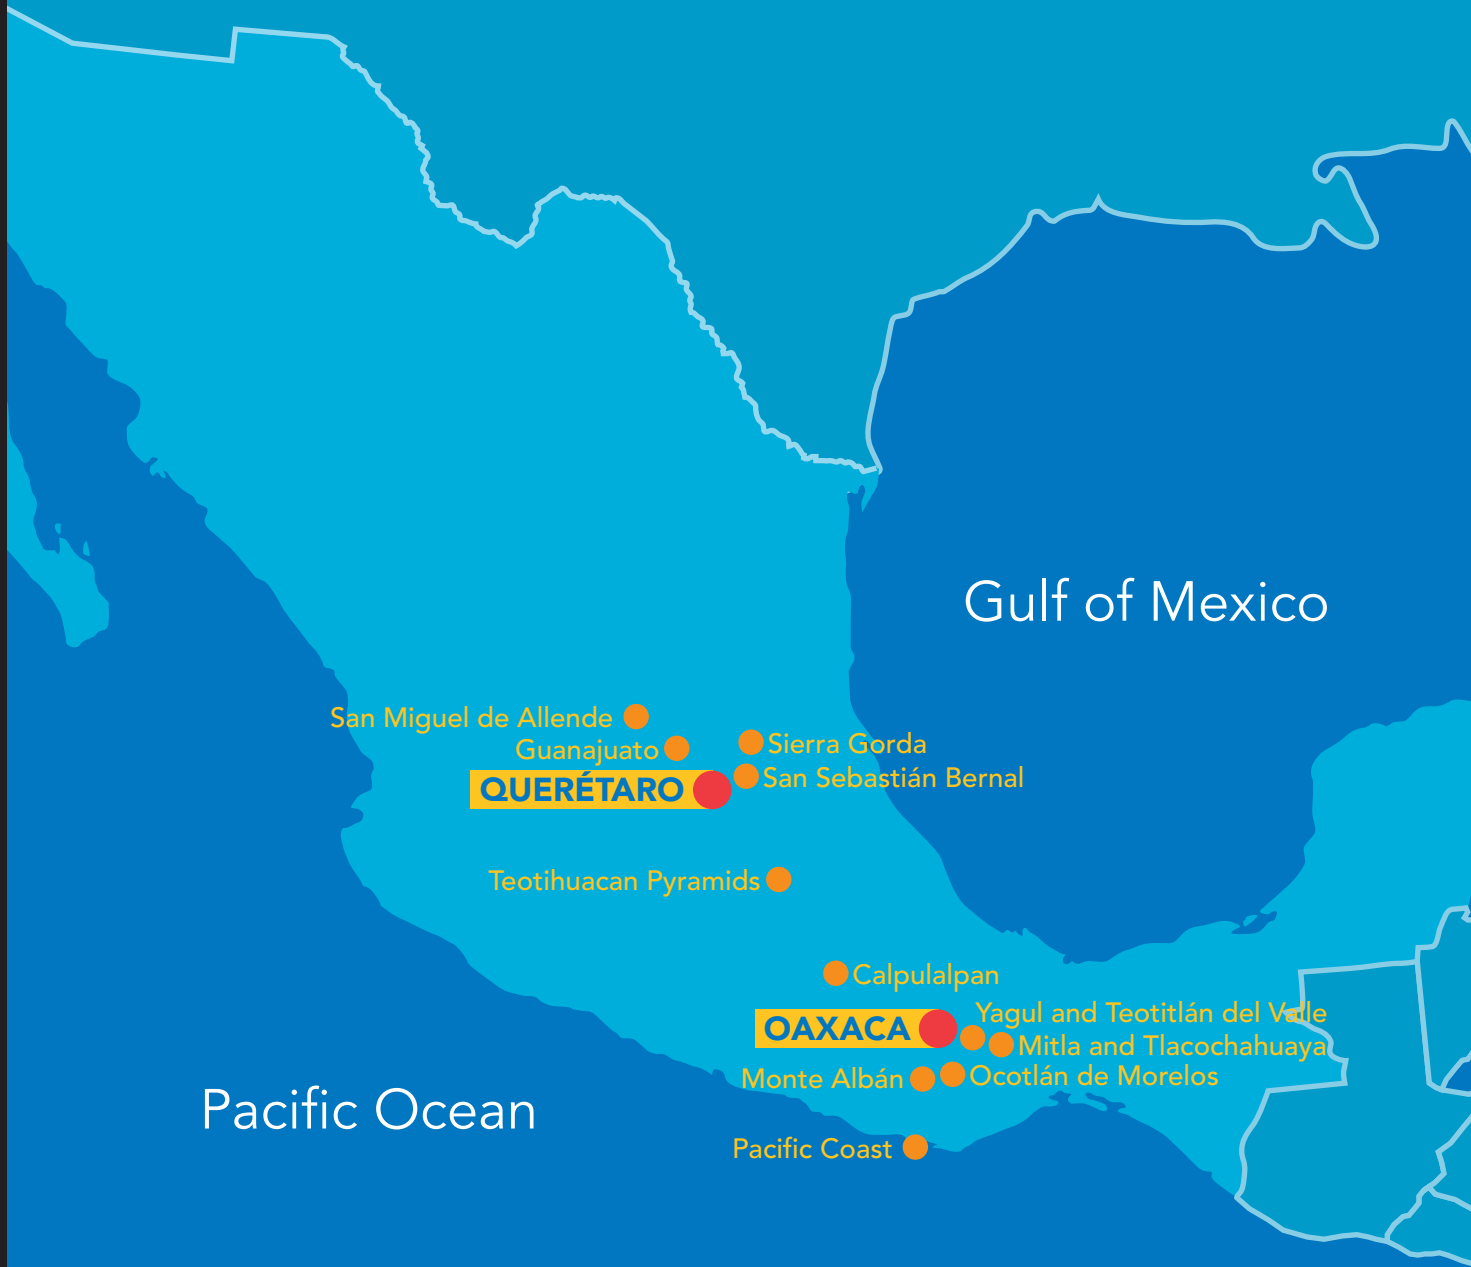 Gulf of Mexico
San Miguel de Allende
Guanajuato
Sierra Gorda
QUERÉTARO
San Sebastián Bernal
Teotihuacan Pyramids
Calpulalpan
Yagul and Teotitlán del Valle
OAXACA
Mitla and Tlacochahuaya
Monte Albán
Ocotlán de Morelos
Pacific Ocean
Pacific Coast